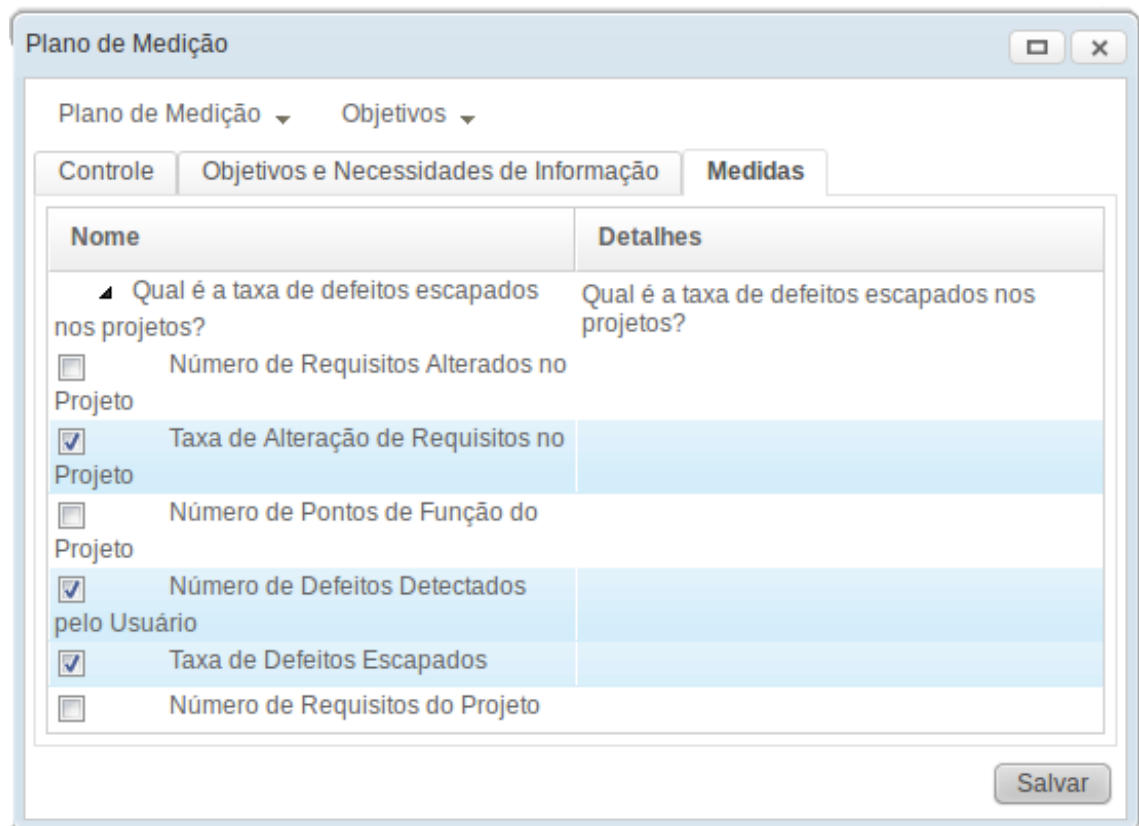 Plano de Medição
Plano de Medição Objetivos
Controle Objetivos e Necessidades de Informação Medidas
Nome Detalhes
Qual é a taxa de defeitos escapados
nos projetos?
Qual é a taxa de defeitos escapados nos
projetos?
Número de Requisitos Alterados no
Projeto
Taxa de Alteração de Requisitos no
Projeto
Número de Pontos de Função do
Projeto
Número de Defeitos Detectados
pelo Usuário
Taxa de Defeitos Escapados
Número de Requisitos do Projeto
Salvar